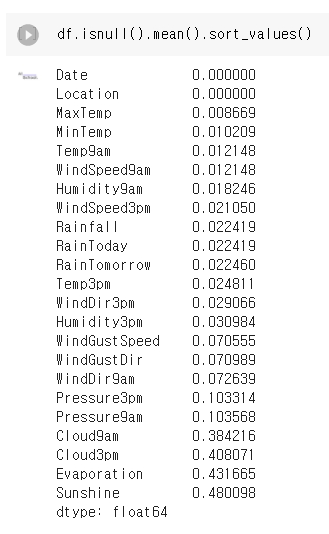 df.isnull().mean().sort_values()
Date 0.000000
Location 0.000000
MaxTemp 0.008669
MinTemp 0.010209
Temp9am 0.012148
WindSpeed9am 0.012148
Humidity9am 0.018246
WindSpeed3pm 0.021050
Rainfall 0.022419
RainToday 0.022419
RainTomorrow 0.022460
Temp3pm 0.024811
WindDir3pm 0.029066
Humidity3pm 0.030984
WindGustSpeed 0.070555
WindGustDir 0.070989
WindDir9am 0.072639
Pressure3pm 0.103314
Pressure9am 0.103568
Cloud9am 0.384216
Cloud3pm 0.408071
Evaporation 0.431665
Sunshine 0.480098
dtype: float64